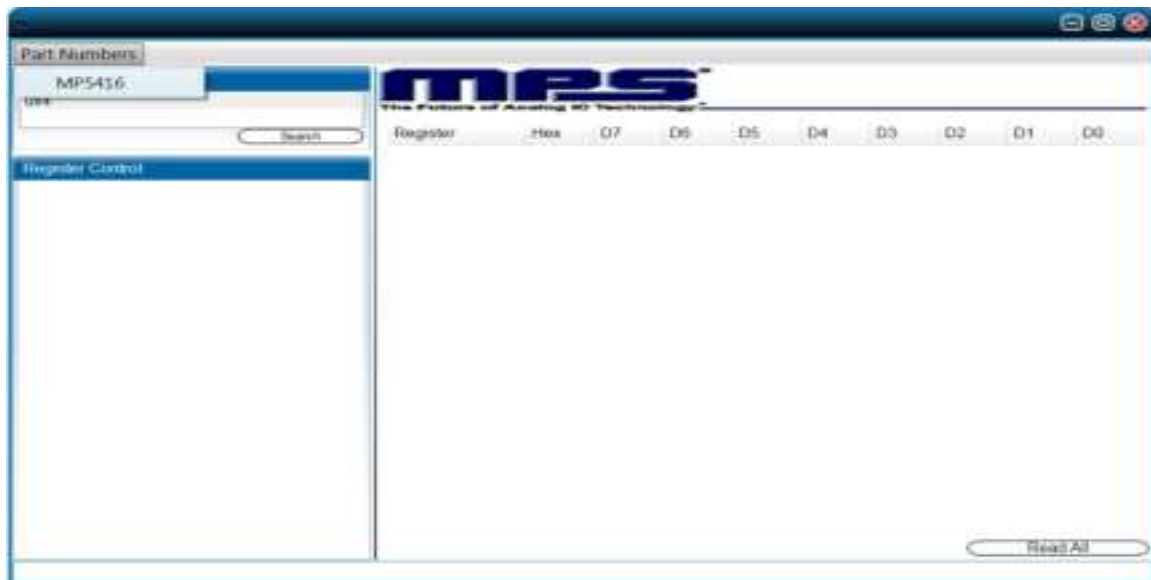 Part Numbers
MP5416
Search
Register Control
mps
The Future of Analog IC Technology
Register Hex D7 D6 D5 D4 D3 D2 D1 D0
Read All